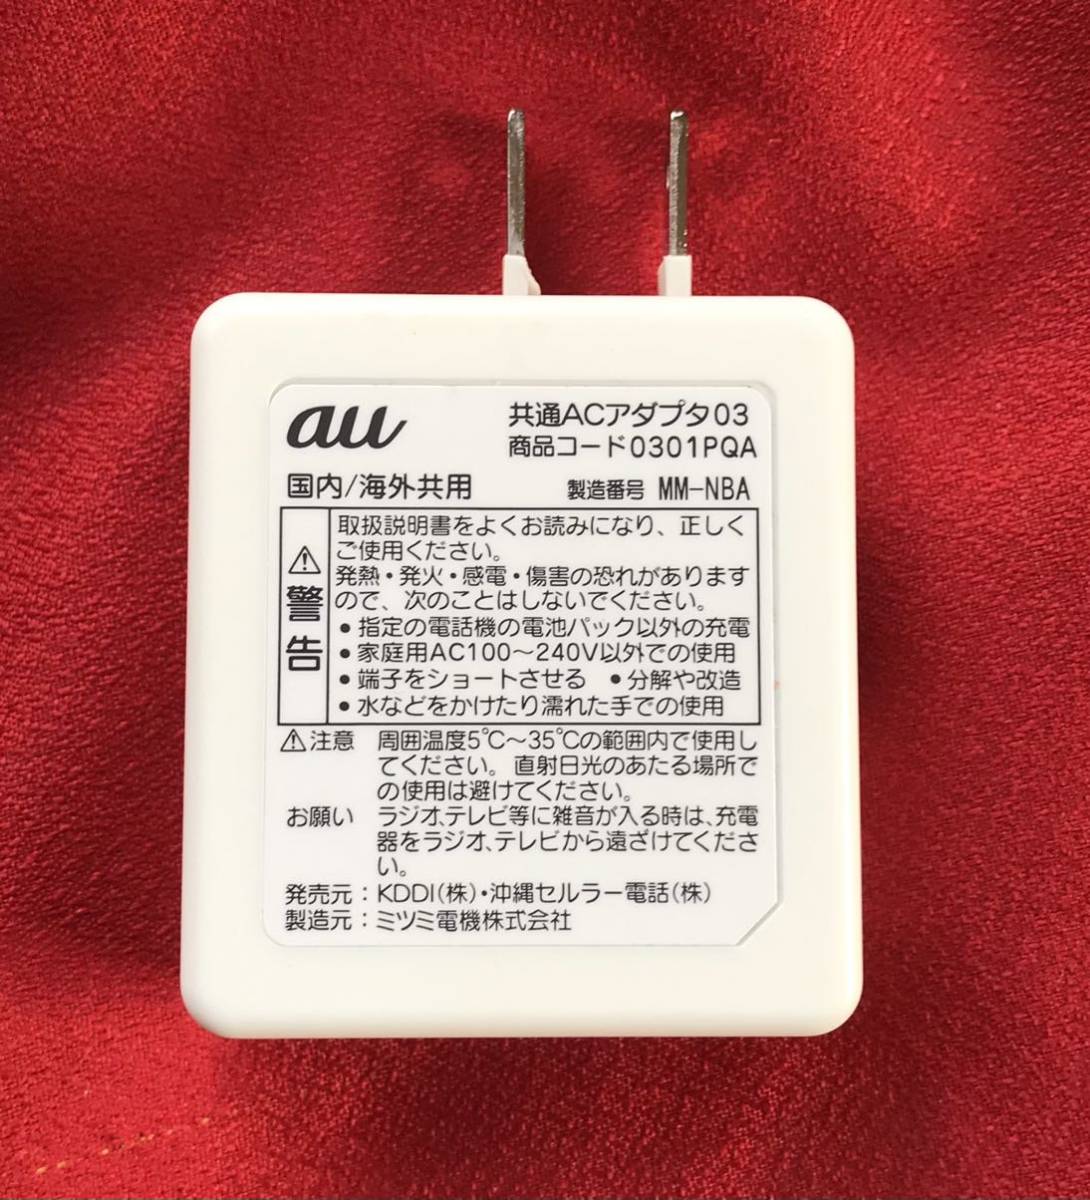 au
共通ACアダプタ03
商品コード0301PQA
国内/海外共用
製造番号 MM-NBA
⚠警告
取扱説明書をよくお読みになり、正しく
ご使用ください。
発熱・発火・感電・傷害の恐れがあります
ので、次のことはしないでください。
•指定の電話機の電池パック以外の充電
•家庭用AC100〜240V以外での使用
•端子をショートさせる •分解や改造
•水などをかけたり濡れた手での使用
⚠注意 周囲温度5℃〜35℃の範囲内で使用し
てください。直射日光のあたる場所で
の使用は避けてください。
お願い ラジオ、テレビ等に雑音が入る時は、充電
器をラジオ、テレビから遠ざけてくださ
い。
発売元：KDDI(株)・沖縄セルラー電話(株)
製造元：ミツミ電機株式会社